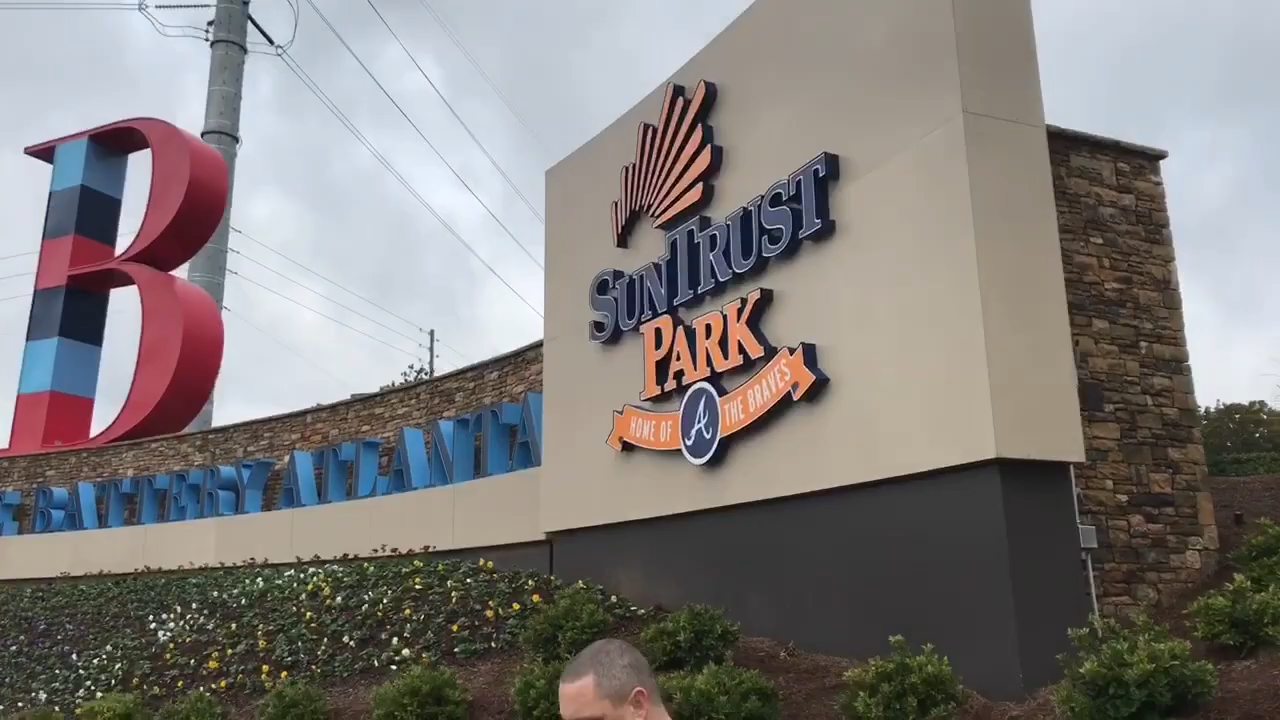 B
BATTERY ATLANTA
SUNTRUST
PARK
HOME OF A THE BRAVES